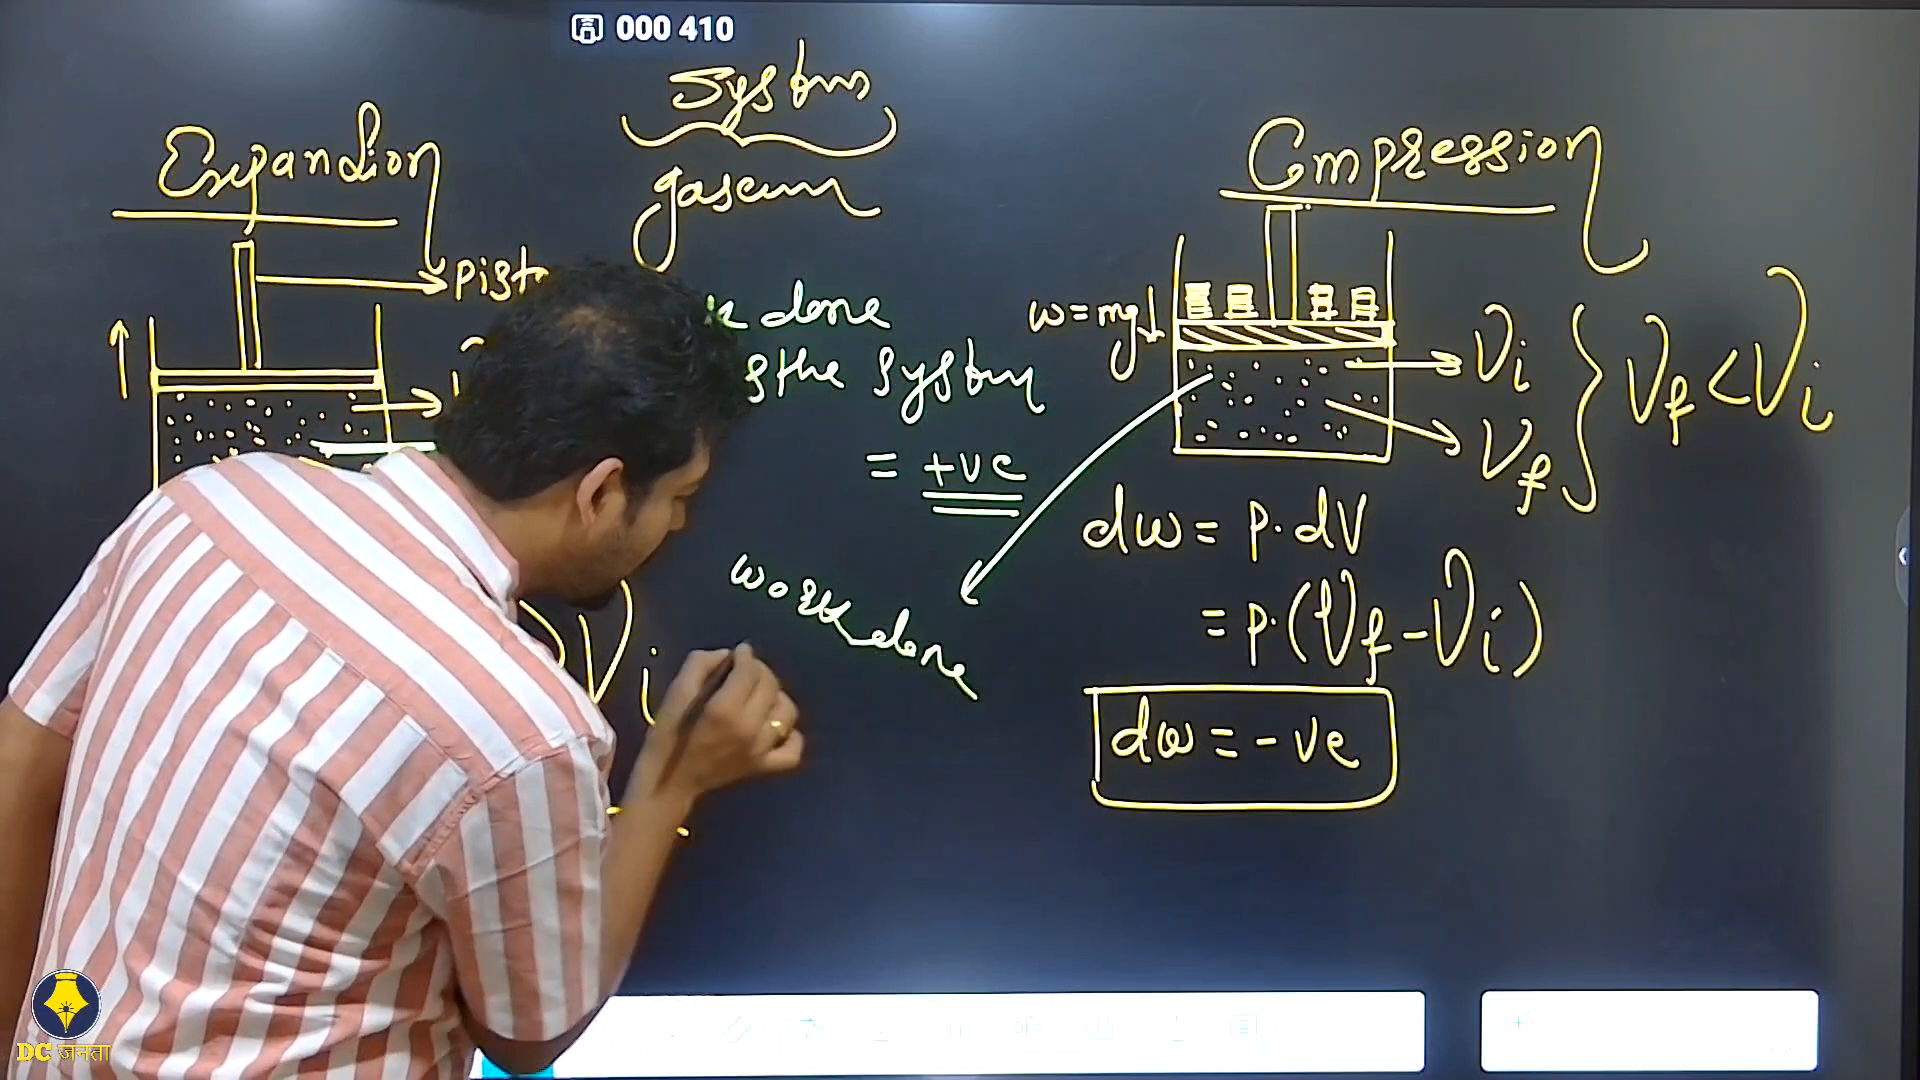 000 410
System
gaseous
Expansion
Pist
done
the system
= +ve
work done
Vi
Compression
w = mg
Vi
Vf
Vf < Vi
dw = P. dV
= P. (Vf - Vi)
dw = - ve
DC जनता